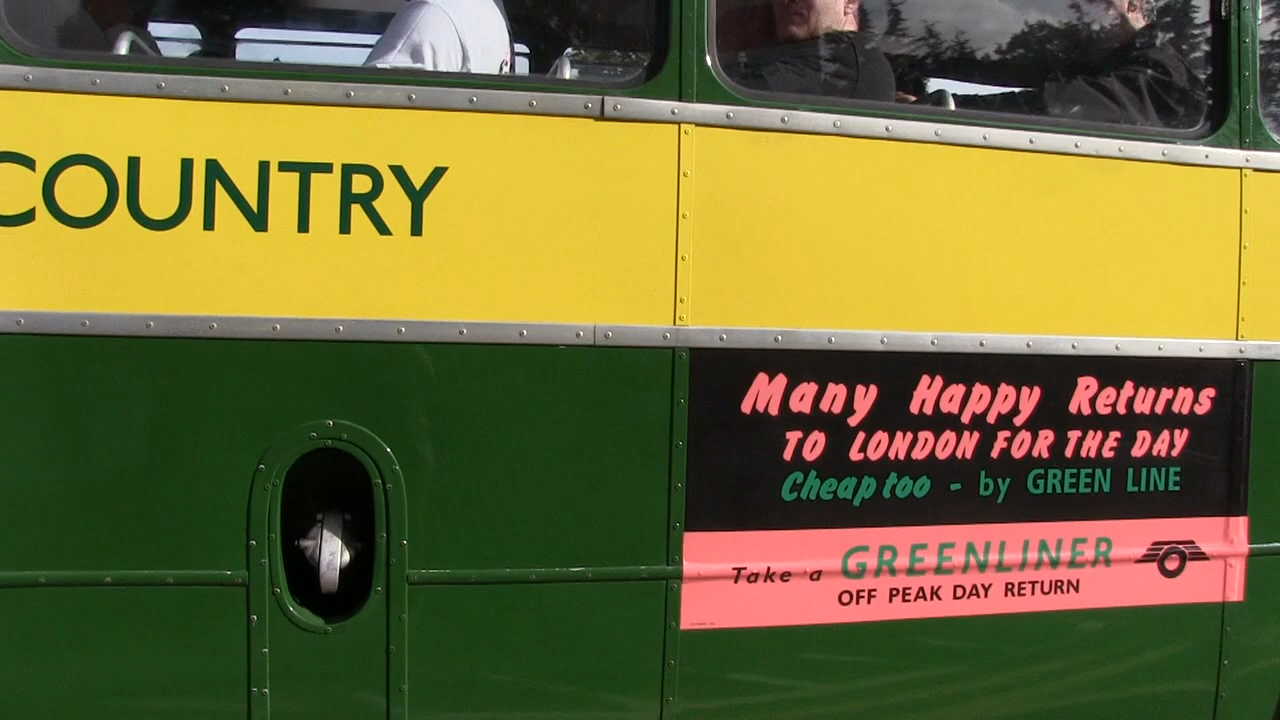 COUNTRY
Many Happy Returns
TO LONDON FOR THE DAY
Cheap too - by GREEN LINE
Take a GREENLINER
OFF PEAK DAY RETURN